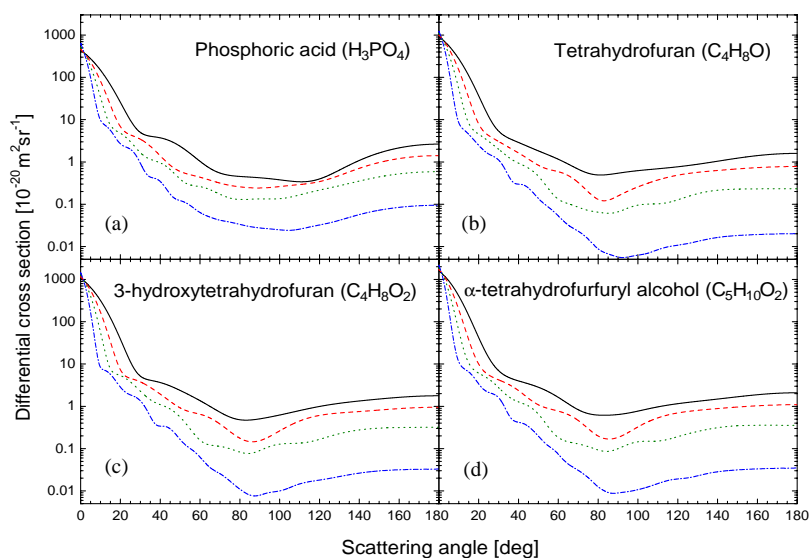 Phosphoric acid (H₃PO₄)
Tetrahydrofuran (C₄H₈O)
1000
100
10
1
0.1
0.01
(a)
(b)
3-hydroxytetrahydrofuran (C₄H₈O₂)
α-tetrahydrofurfuryl alcohol (C₅H₁₀O₂)
1000
100
10
1
0.1
0.01
(c)
(d)
0 20 40 60 80 100 120 140 160 180 20 40 60 80 100 120 140 160 180
Scattering angle [deg]
Differential cross section [10⁻²⁰ m² sr⁻¹]